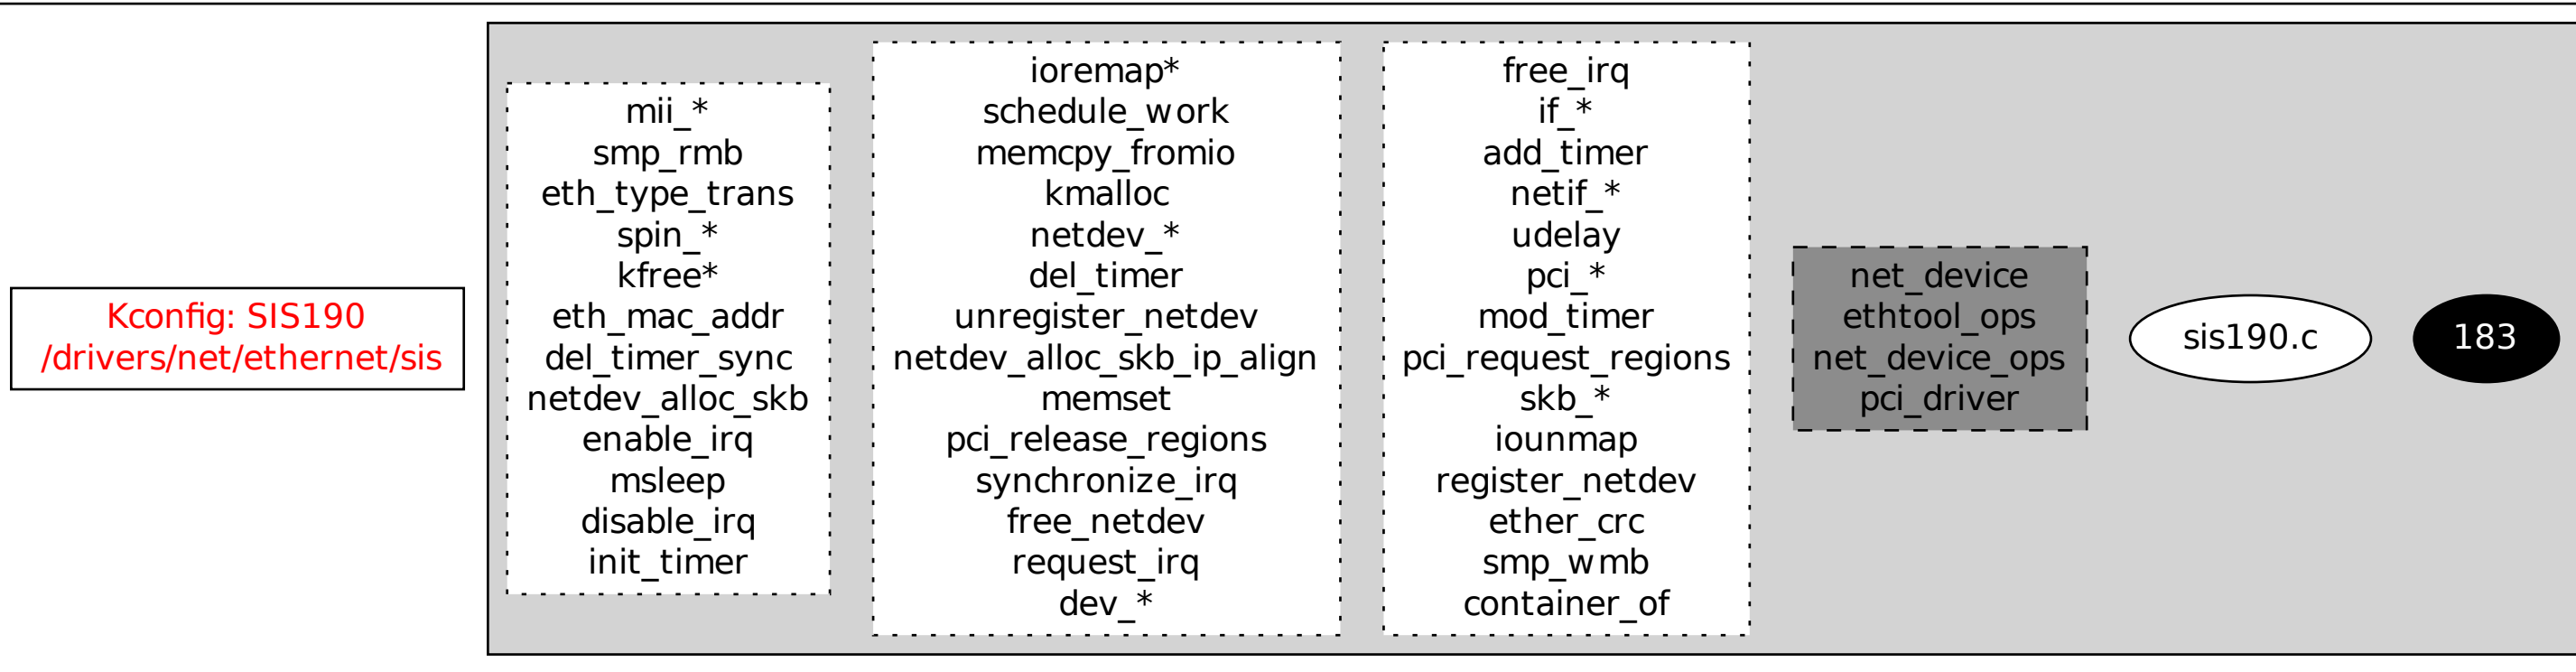 Kconfig: SIS190
/drivers/net/ethernet/sis
mii_*
smp_rmb
eth_type_trans
spin_*
kfree*
eth_mac_addr
del_timer_sync
netdev_alloc_skb
enable_irq
msleep
disable_irq
init_timer
ioremap*
schedule_work
memcpy_fromio
kmalloc
netdev_*
del_timer
unregister_netdev
netdev_alloc_skb_ip_align
memset
pci_release_regions
synchronize_irq
free_netdev
request_irq
dev_*
free_irq
if_*
add_timer
netif_*
udelay
pci_*
mod_timer
pci_request_regions
skb_*
iounmap
register_netdev
ether_crc
smp_wmb
container_of
net_device
ethtool_ops
net_device_ops
pci_driver
sis190.c
183